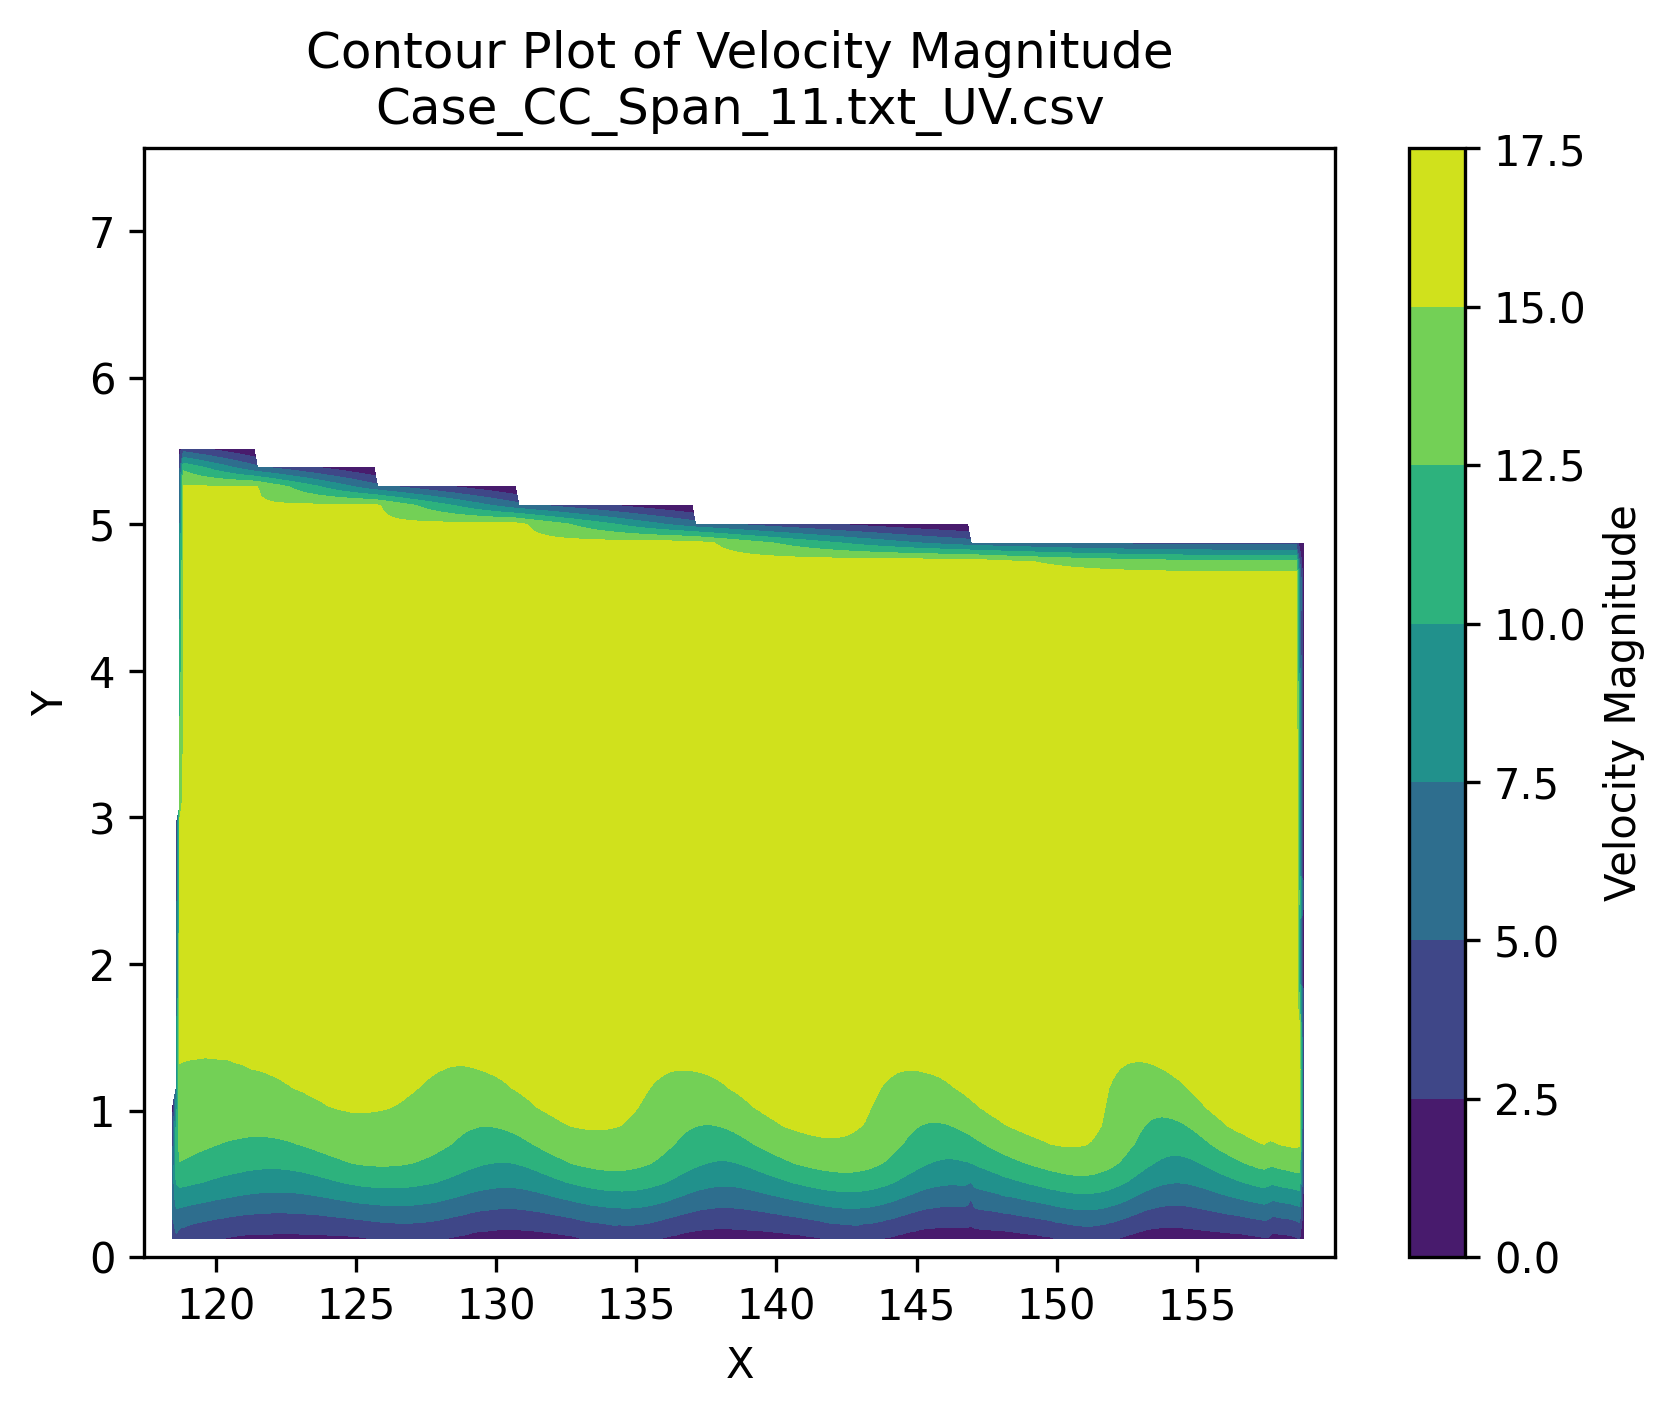 Contour Plot of Velocity Magnitude
Case_CC_Span_11.txt_UV.csv
7
6
5
4
3
2
1
0
Y
120 125 130 135 140 145 150 155
X
17.5
15.0
12.5
10.0
7.5
5.0
2.5
0.0
Velocity Magnitude